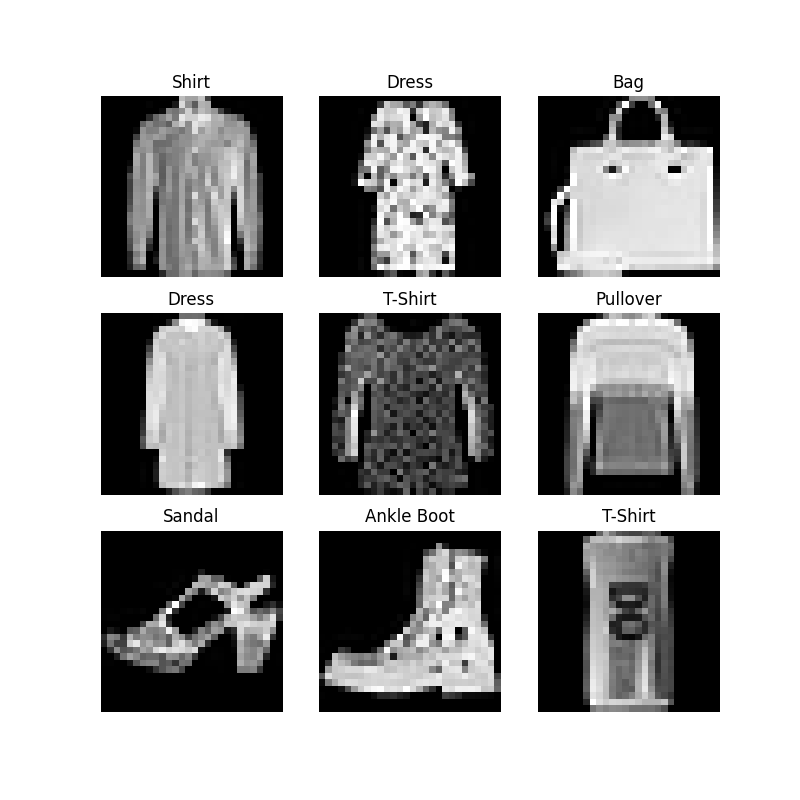 Shirt
Dress
Bag
Dress
T-Shirt
Pullover
Sandal
Ankle Boot
T-Shirt